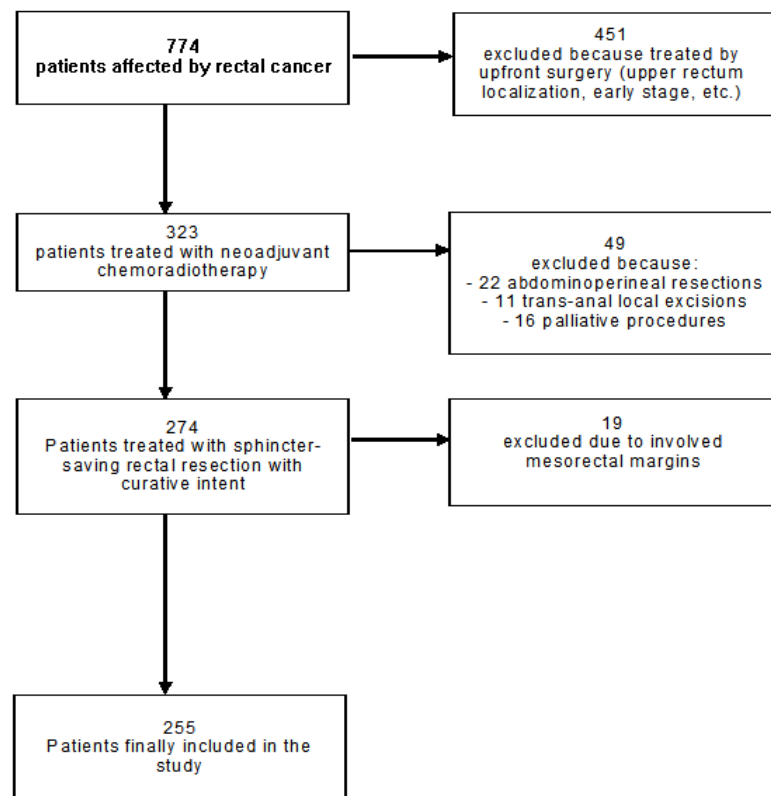 774
patients affected by rectal cancer
451
excluded because treated by
upfront surgery (upper rectum
localization, early stage, etc.)
323
patients treated with neoadjuvant
chemoradiotherapy
49
excluded because:
- 22 abdominoperineal resections
- 11 trans-anal local excisions
- 16 palliative procedures
274
Patients treated with sphincter-
saving rectal resection with
curative intent
19
excluded due to involved
mesorectal margins
255
Patients finally included in the
study